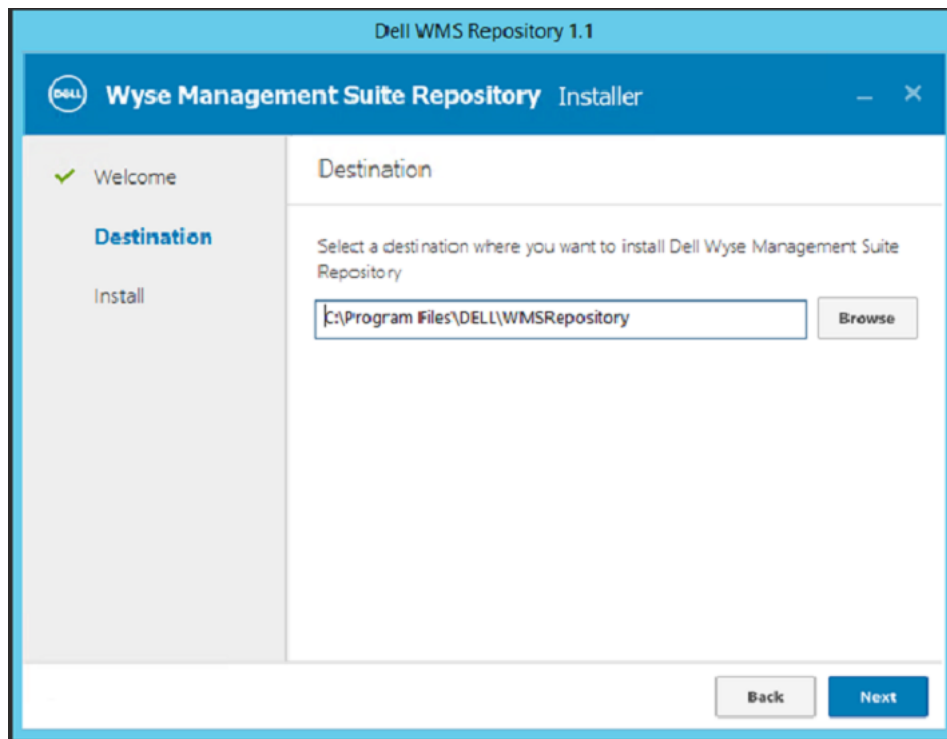 Dell WMS Repository 1.1
DELL
Wyse Management Suite Repository Installer
Welcome
Destination
Install
Destination
Select a destination where you want to install Dell Wyse Management Suite
Repository
C:\Program Files\DELL\WMSRepository
Browse
Back
Next